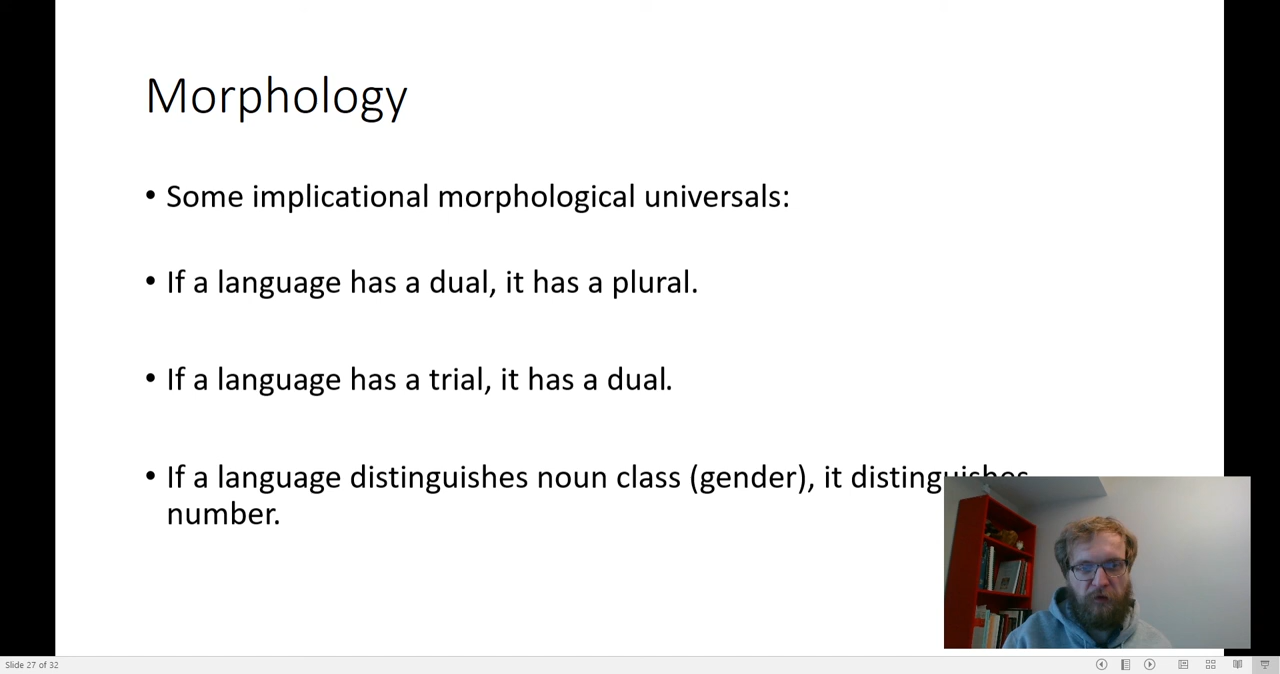 Morphology
• Some implicational morphological universals:
• If a language has a dual, it has a plural.
• If a language has a trial, it has a dual.
• If a language distinguishes noun class (gender), it distinguishes
number.
Slide 27 of 32